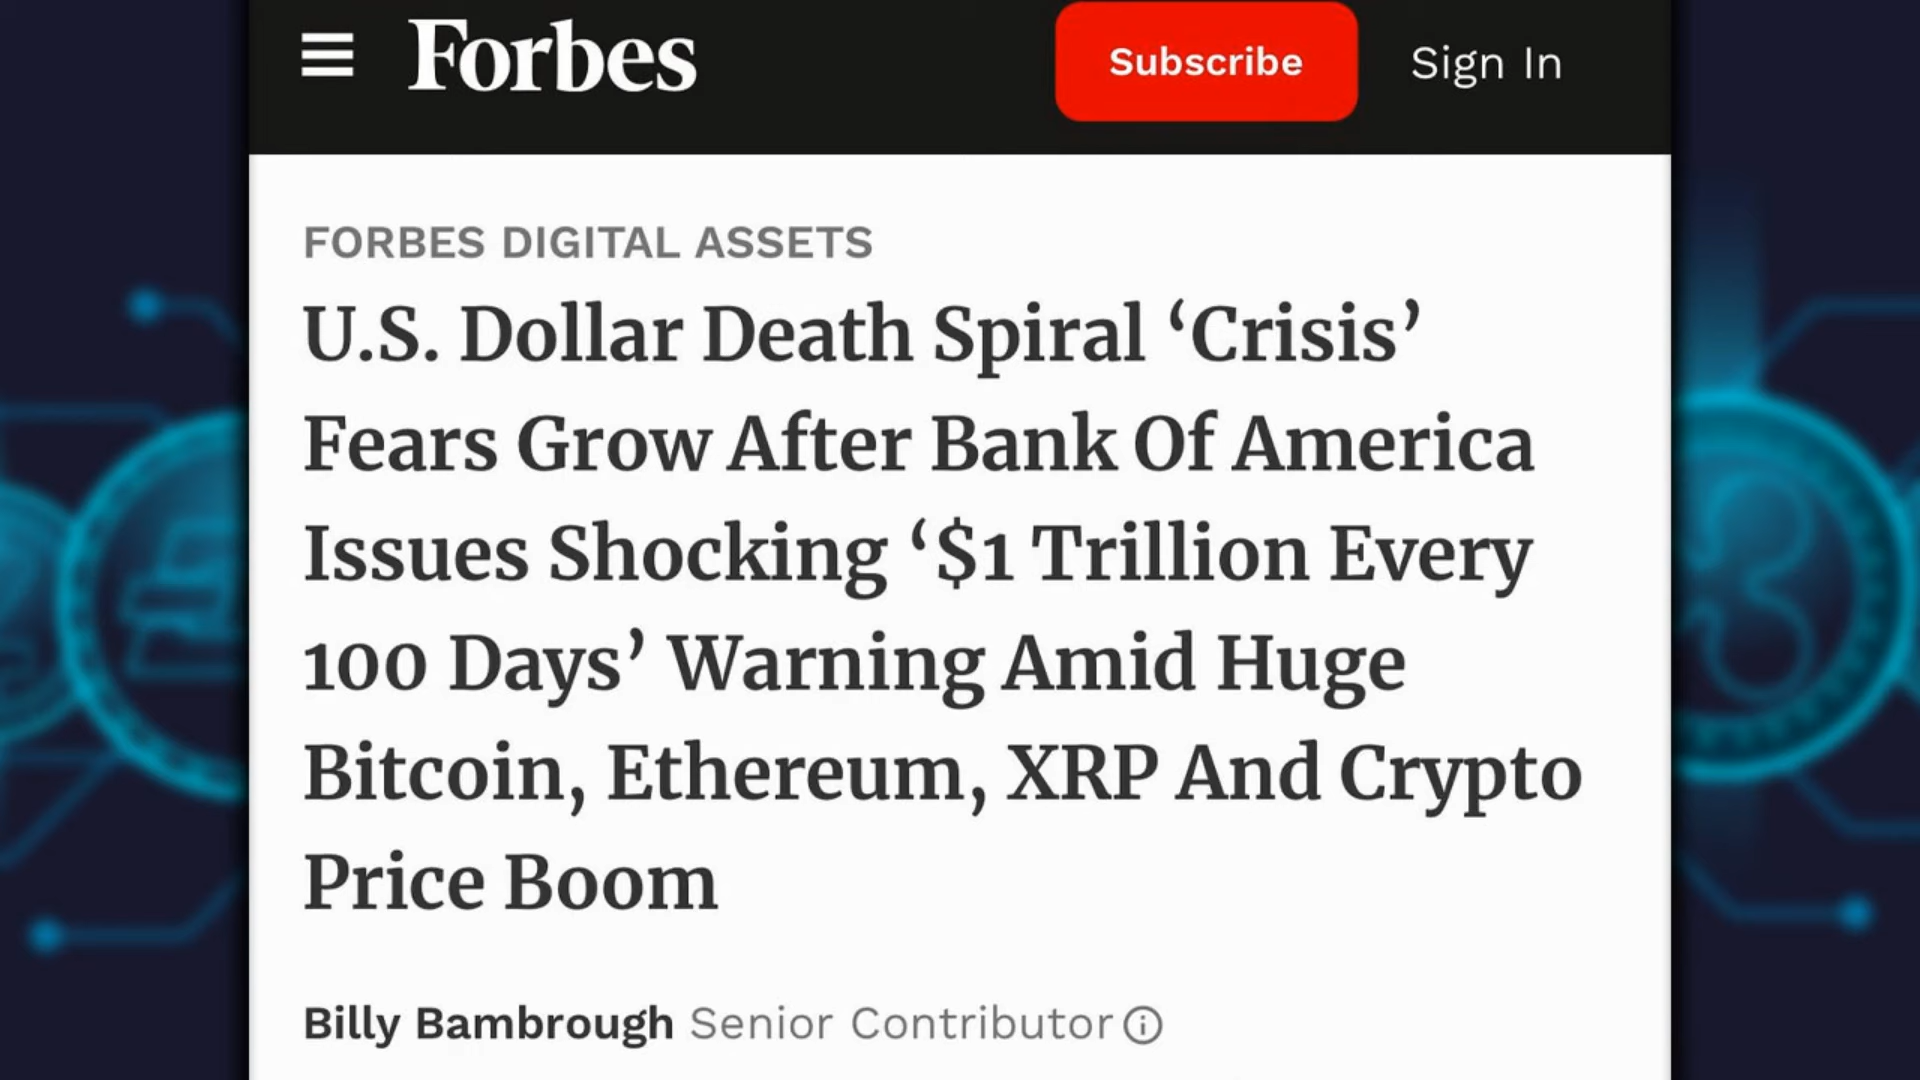 Forbes
Subscribe
Sign In
FORBES DIGITAL ASSETS
U.S. Dollar Death Spiral ‘Crisis’
Fears Grow After Bank Of America
Issues Shocking ‘$1 Trillion Every
100 Days’ Warning Amid Huge
Bitcoin, Ethereum, XRP And Crypto
Price Boom
Billy Bambrough Senior Contributor